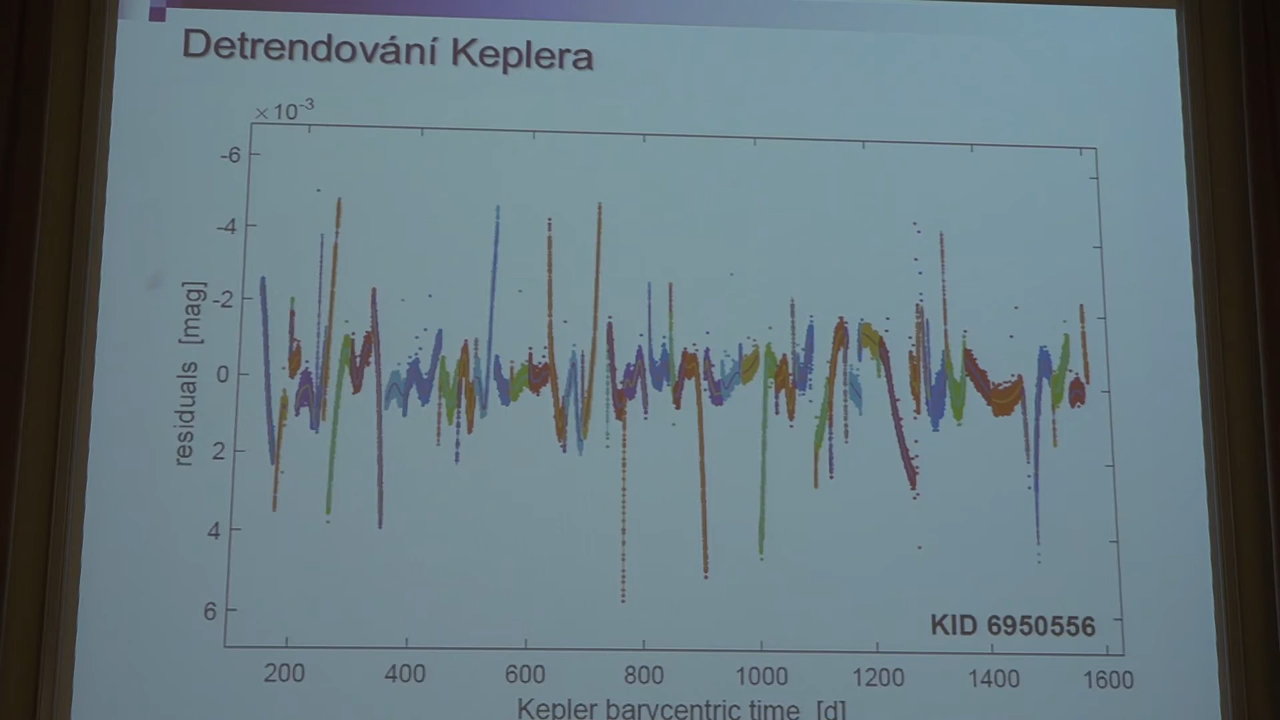 Detrendování Keplera
×10-3
-6
-4
-2
0
2
4
6
residuals [mag]
KID 6950556
200 400 600 800 1000 1200 1400 1600
Kepler barycentric time [d]